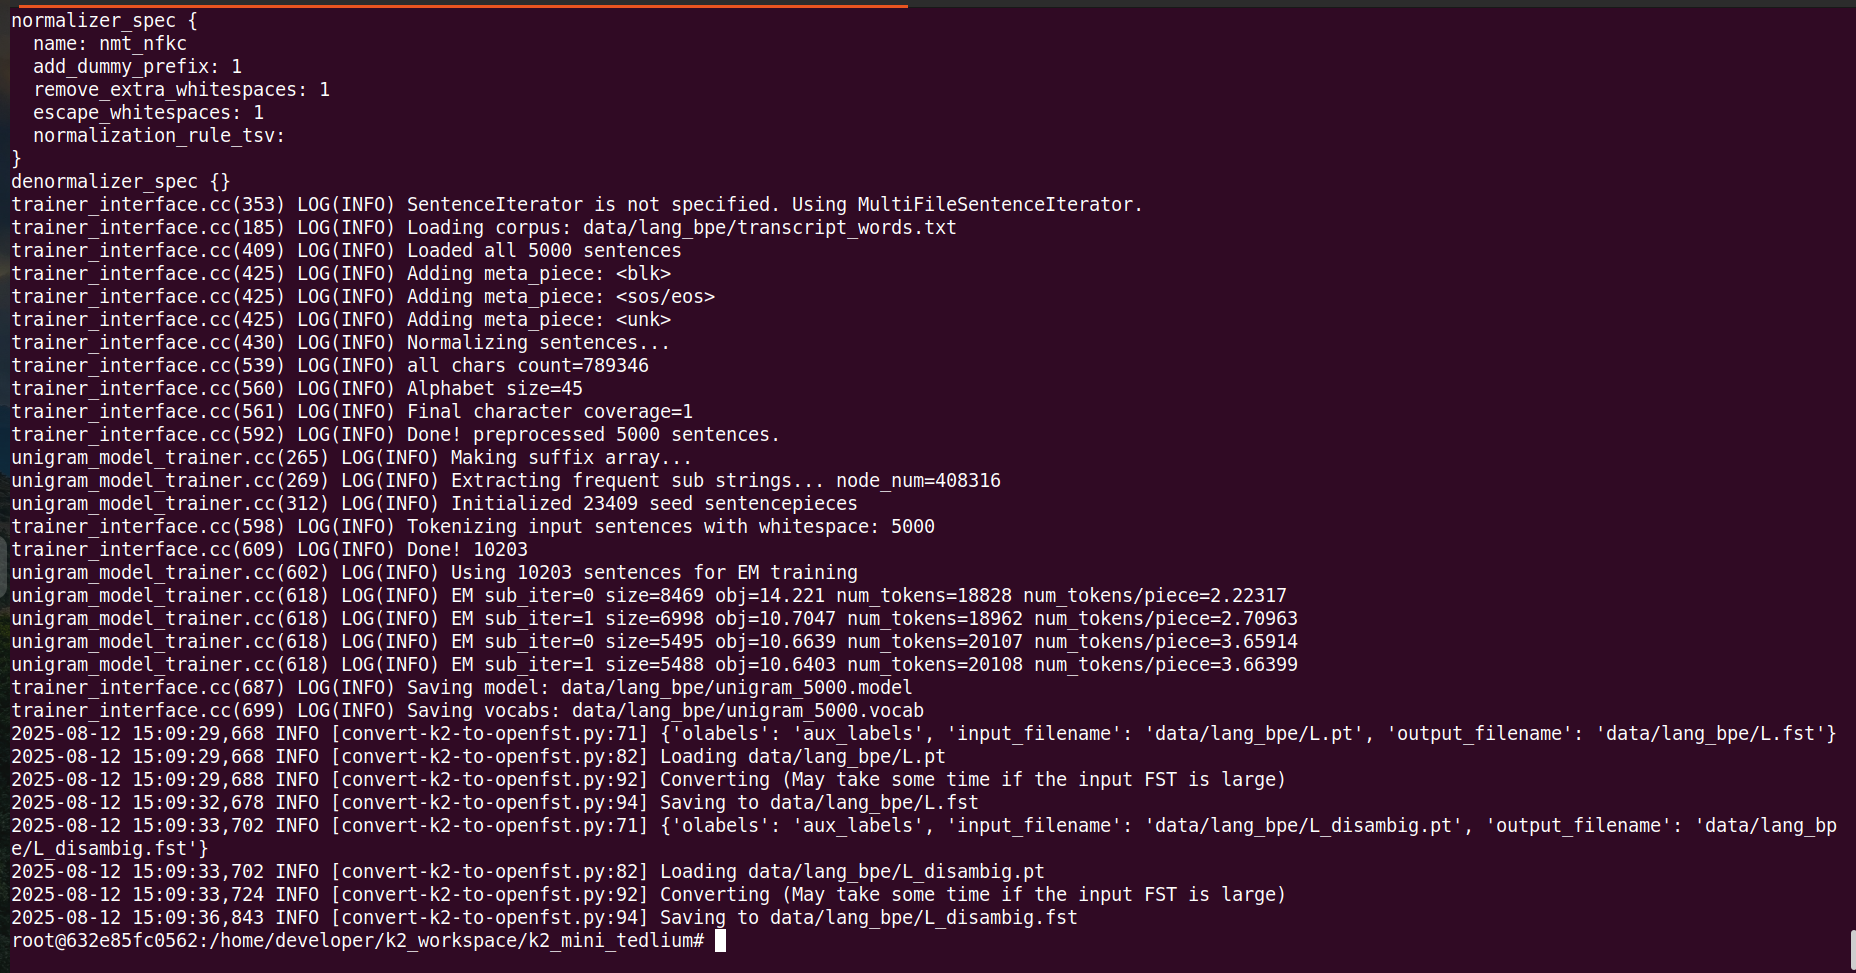 normalizer_spec {
  name: nmt_nfkc
  add_dummy_prefix: 1
  remove_extra_whitespaces: 1
  escape_whitespaces: 1
  normalization_rule_tsv:
}
denormalizer_spec {}
trainer_interface.cc(353) LOG(INFO) SentenceIterator is not specified. Using MultiFileSentenceIterator.
trainer_interface.cc(185) LOG(INFO) Loading corpus: data/lang_bpe/transcript_words.txt
trainer_interface.cc(409) LOG(INFO) Loaded all 5000 sentences
trainer_interface.cc(425) LOG(INFO) Adding meta_piece: <blk>
trainer_interface.cc(425) LOG(INFO) Adding meta_piece: <sos/eos>
trainer_interface.cc(425) LOG(INFO) Adding meta_piece: <unk>
trainer_interface.cc(430) LOG(INFO) Normalizing sentences...
trainer_interface.cc(539) LOG(INFO) all chars count=789346
trainer_interface.cc(560) LOG(INFO) Alphabet size=45
trainer_interface.cc(561) LOG(INFO) Final character coverage=1
trainer_interface.cc(592) LOG(INFO) Done! preprocessed 5000 sentences.
unigram_model_trainer.cc(265) LOG(INFO) Making suffix array...
unigram_model_trainer.cc(269) LOG(INFO) Extracting frequent sub strings... node_num=408316
unigram_model_trainer.cc(312) LOG(INFO) Initialized 23409 seed sentencepieces
trainer_interface.cc(598) LOG(INFO) Tokenizing input sentences with whitespace: 5000
trainer_interface.cc(609) LOG(INFO) Done! 10203
unigram_model_trainer.cc(602) LOG(INFO) Using 10203 sentences for EM training
unigram_model_trainer.cc(618) LOG(INFO) EM sub_iter=0 size=8469 obj=14.221 num_tokens=18828 num_tokens/piece=2.22317
unigram_model_trainer.cc(618) LOG(INFO) EM sub_iter=1 size=6998 obj=10.7047 num_tokens=18962 num_tokens/piece=2.70963
unigram_model_trainer.cc(618) LOG(INFO) EM sub_iter=0 size=5495 obj=10.6639 num_tokens=20107 num_tokens/piece=3.65914
unigram_model_trainer.cc(618) LOG(INFO) EM sub_iter=1 size=5488 obj=10.6403 num_tokens=20108 num_tokens/piece=3.66399
trainer_interface.cc(687) LOG(INFO) Saving model: data/lang_bpe/unigram_5000.model
trainer_interface.cc(699) LOG(INFO) Saving vocabs: data/lang_bpe/unigram_5000.vocab
2025-08-12 15:09:29,668 INFO [convert-k2-to-openfst.py:71] {'olabels': 'aux_labels', 'input_filename': 'data/lang_bpe/L.pt', 'output_filename': 'data/lang_bpe/L.fst'}
2025-08-12 15:09:29,668 INFO [convert-k2-to-openfst.py:82] Loading data/lang_bpe/L.pt
2025-08-12 15:09:29,688 INFO [convert-k2-to-openfst.py:92] Converting (May take some time if the input FST is large)
2025-08-12 15:09:32,678 INFO [convert-k2-to-openfst.py:94] Saving to data/lang_bpe/L.fst
2025-08-12 15:09:33,702 INFO [convert-k2-to-openfst.py:71] {'olabels': 'aux_labels', 'input_filename': 'data/lang_bpe/L_disambig.pt', 'output_filename': 'data/lang_bp
e/L_disambig.fst'}
2025-08-12 15:09:33,702 INFO [convert-k2-to-openfst.py:82] Loading data/lang_bpe/L_disambig.pt
2025-08-12 15:09:33,724 INFO [convert-k2-to-openfst.py:92] Converting (May take some time if the input FST is large)
2025-08-12 15:09:36,843 INFO [convert-k2-to-openfst.py:94] Saving to data/lang_bpe/L_disambig.fst
root@632e85fc0562:/home/developer/k2_workspace/k2_mini_tedlium#